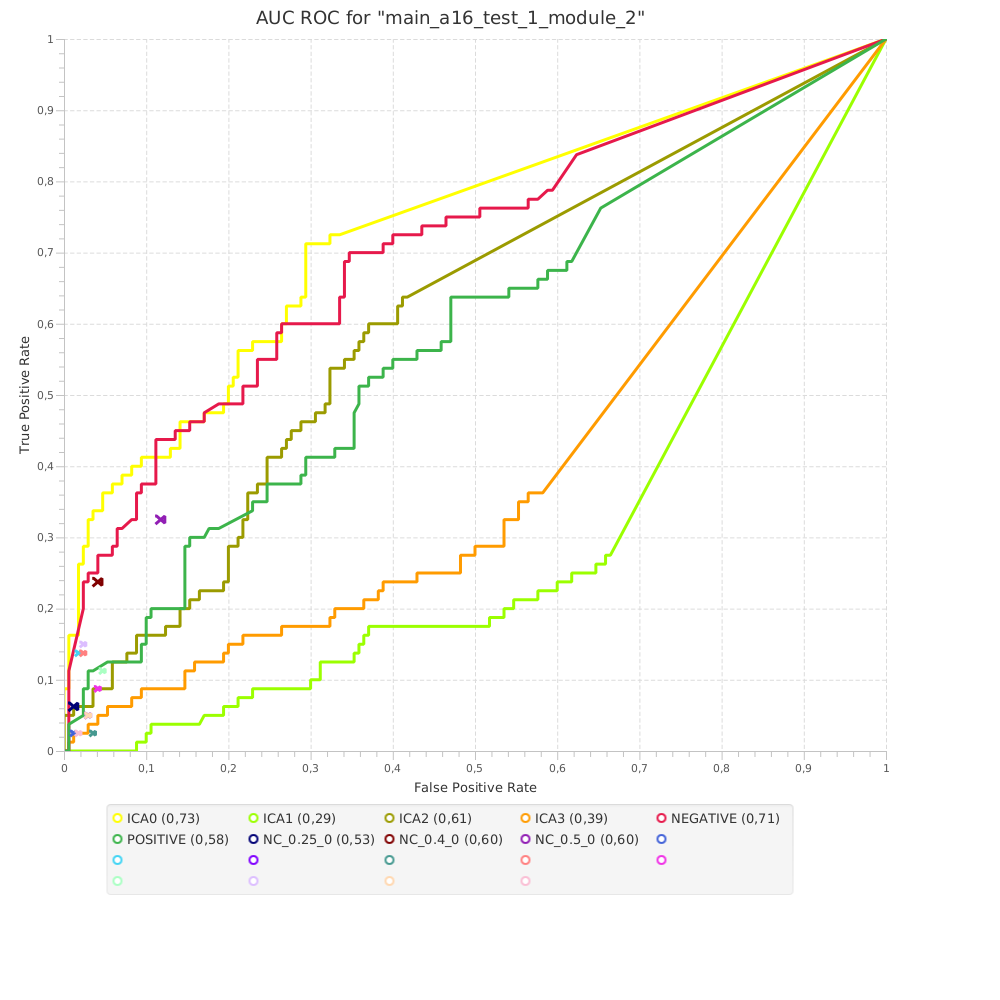 AUC ROC for "main_a16_test_1_module_2"
1
0,9
0,8
0,7
0,6
0,5
0,4
0,3
0,2
0,1
0
True Positive Rate
0 0,1 0,2 0,3 0,4 0,5 0,6 0,7 0,8 0,9 1
False Positive Rate
ICA0 (0,73) ICA1 (0,29) ICA2 (0,61) ICA3 (0,39) NEGATIVE (0,71)
POSITIVE (0,58) NC_0.25_0 (0,53) NC_0.4_0 (0,60) NC_0.5_0 (0,60)